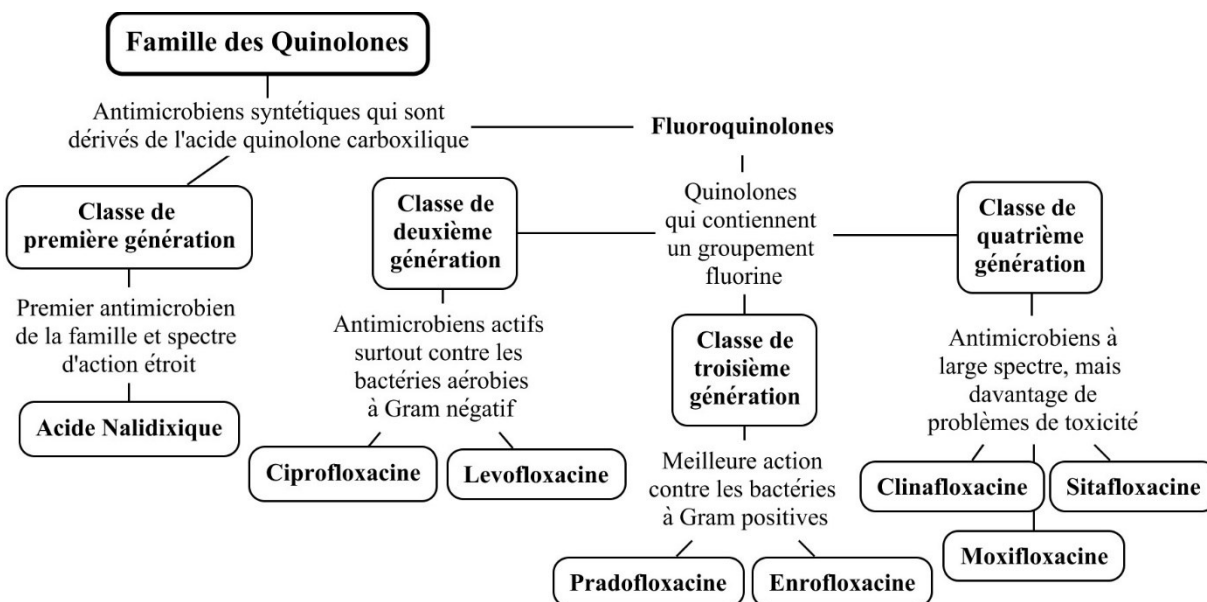 Famille des Quinolones
Antimicrobiens syntétiques qui sont
dérivés de l'acide quinolone carboxilique
Fluoroquinolones
Classe de
première génération
Premier antimicrobien
de la famille et spectre
d'action étroit
Acide Nalidixique
Classe de
deuxième
génération
Antimicrobiens actifs
surtout contre les
bactéries aérobies
à Gram négatif
Ciprofloxacine
Levofloxacine
Quinolones
qui contiennent
un groupement
fluorine
Classe de
troisième
génération
Meilleure action
contre les bactéries
à Gram positives
Pradofloxacine
Enrofloxacine
Classe de
quatrième
génération
Antimicrobiens à
large spectre, mais
davantage de
problèmes de toxicité
Clinafloxacine
Sitafloxacine
Moxifloxacine